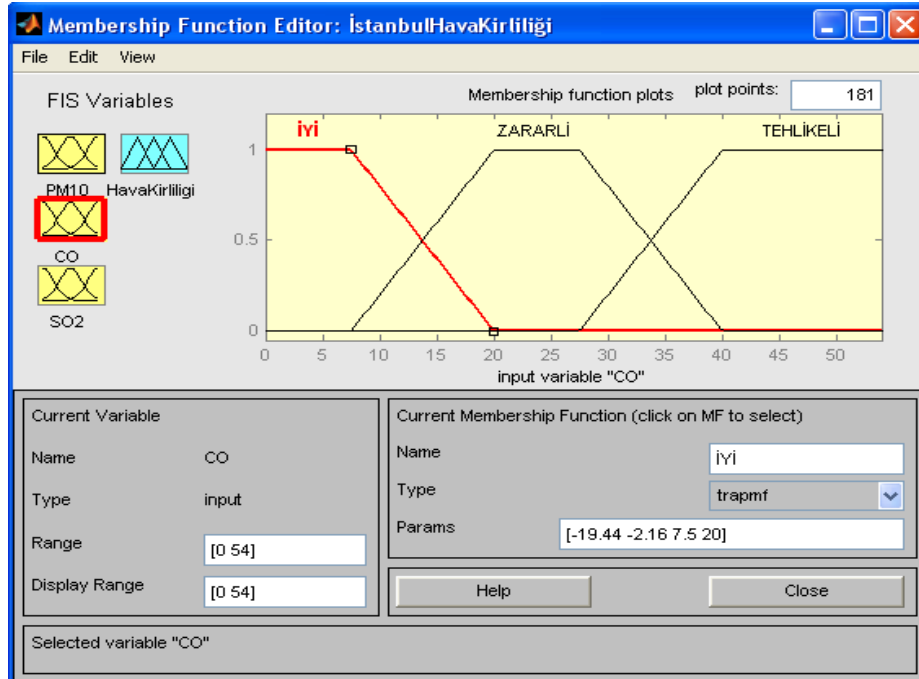 Membership Function Editor: İstanbulHavaKirliliği
File Edit View
FIS Variables
PM10 HavaKirliligi
CO
SO2
Membership function plots plot points: 181
İYİ ZARARLİ TEHLİKELİ
1
0.5
0
0 5 10 15 20 25 30 35 40 45 50
input variable "CO"
Current Variable
Name CO
Type input
Range [0 54]
Display Range [0 54]
Current Membership Function (click on MF to select)
Name İYİ
Type trapmf
Params [-19.44 -2.16 7.5 20]
Help Close
Selected variable "CO"